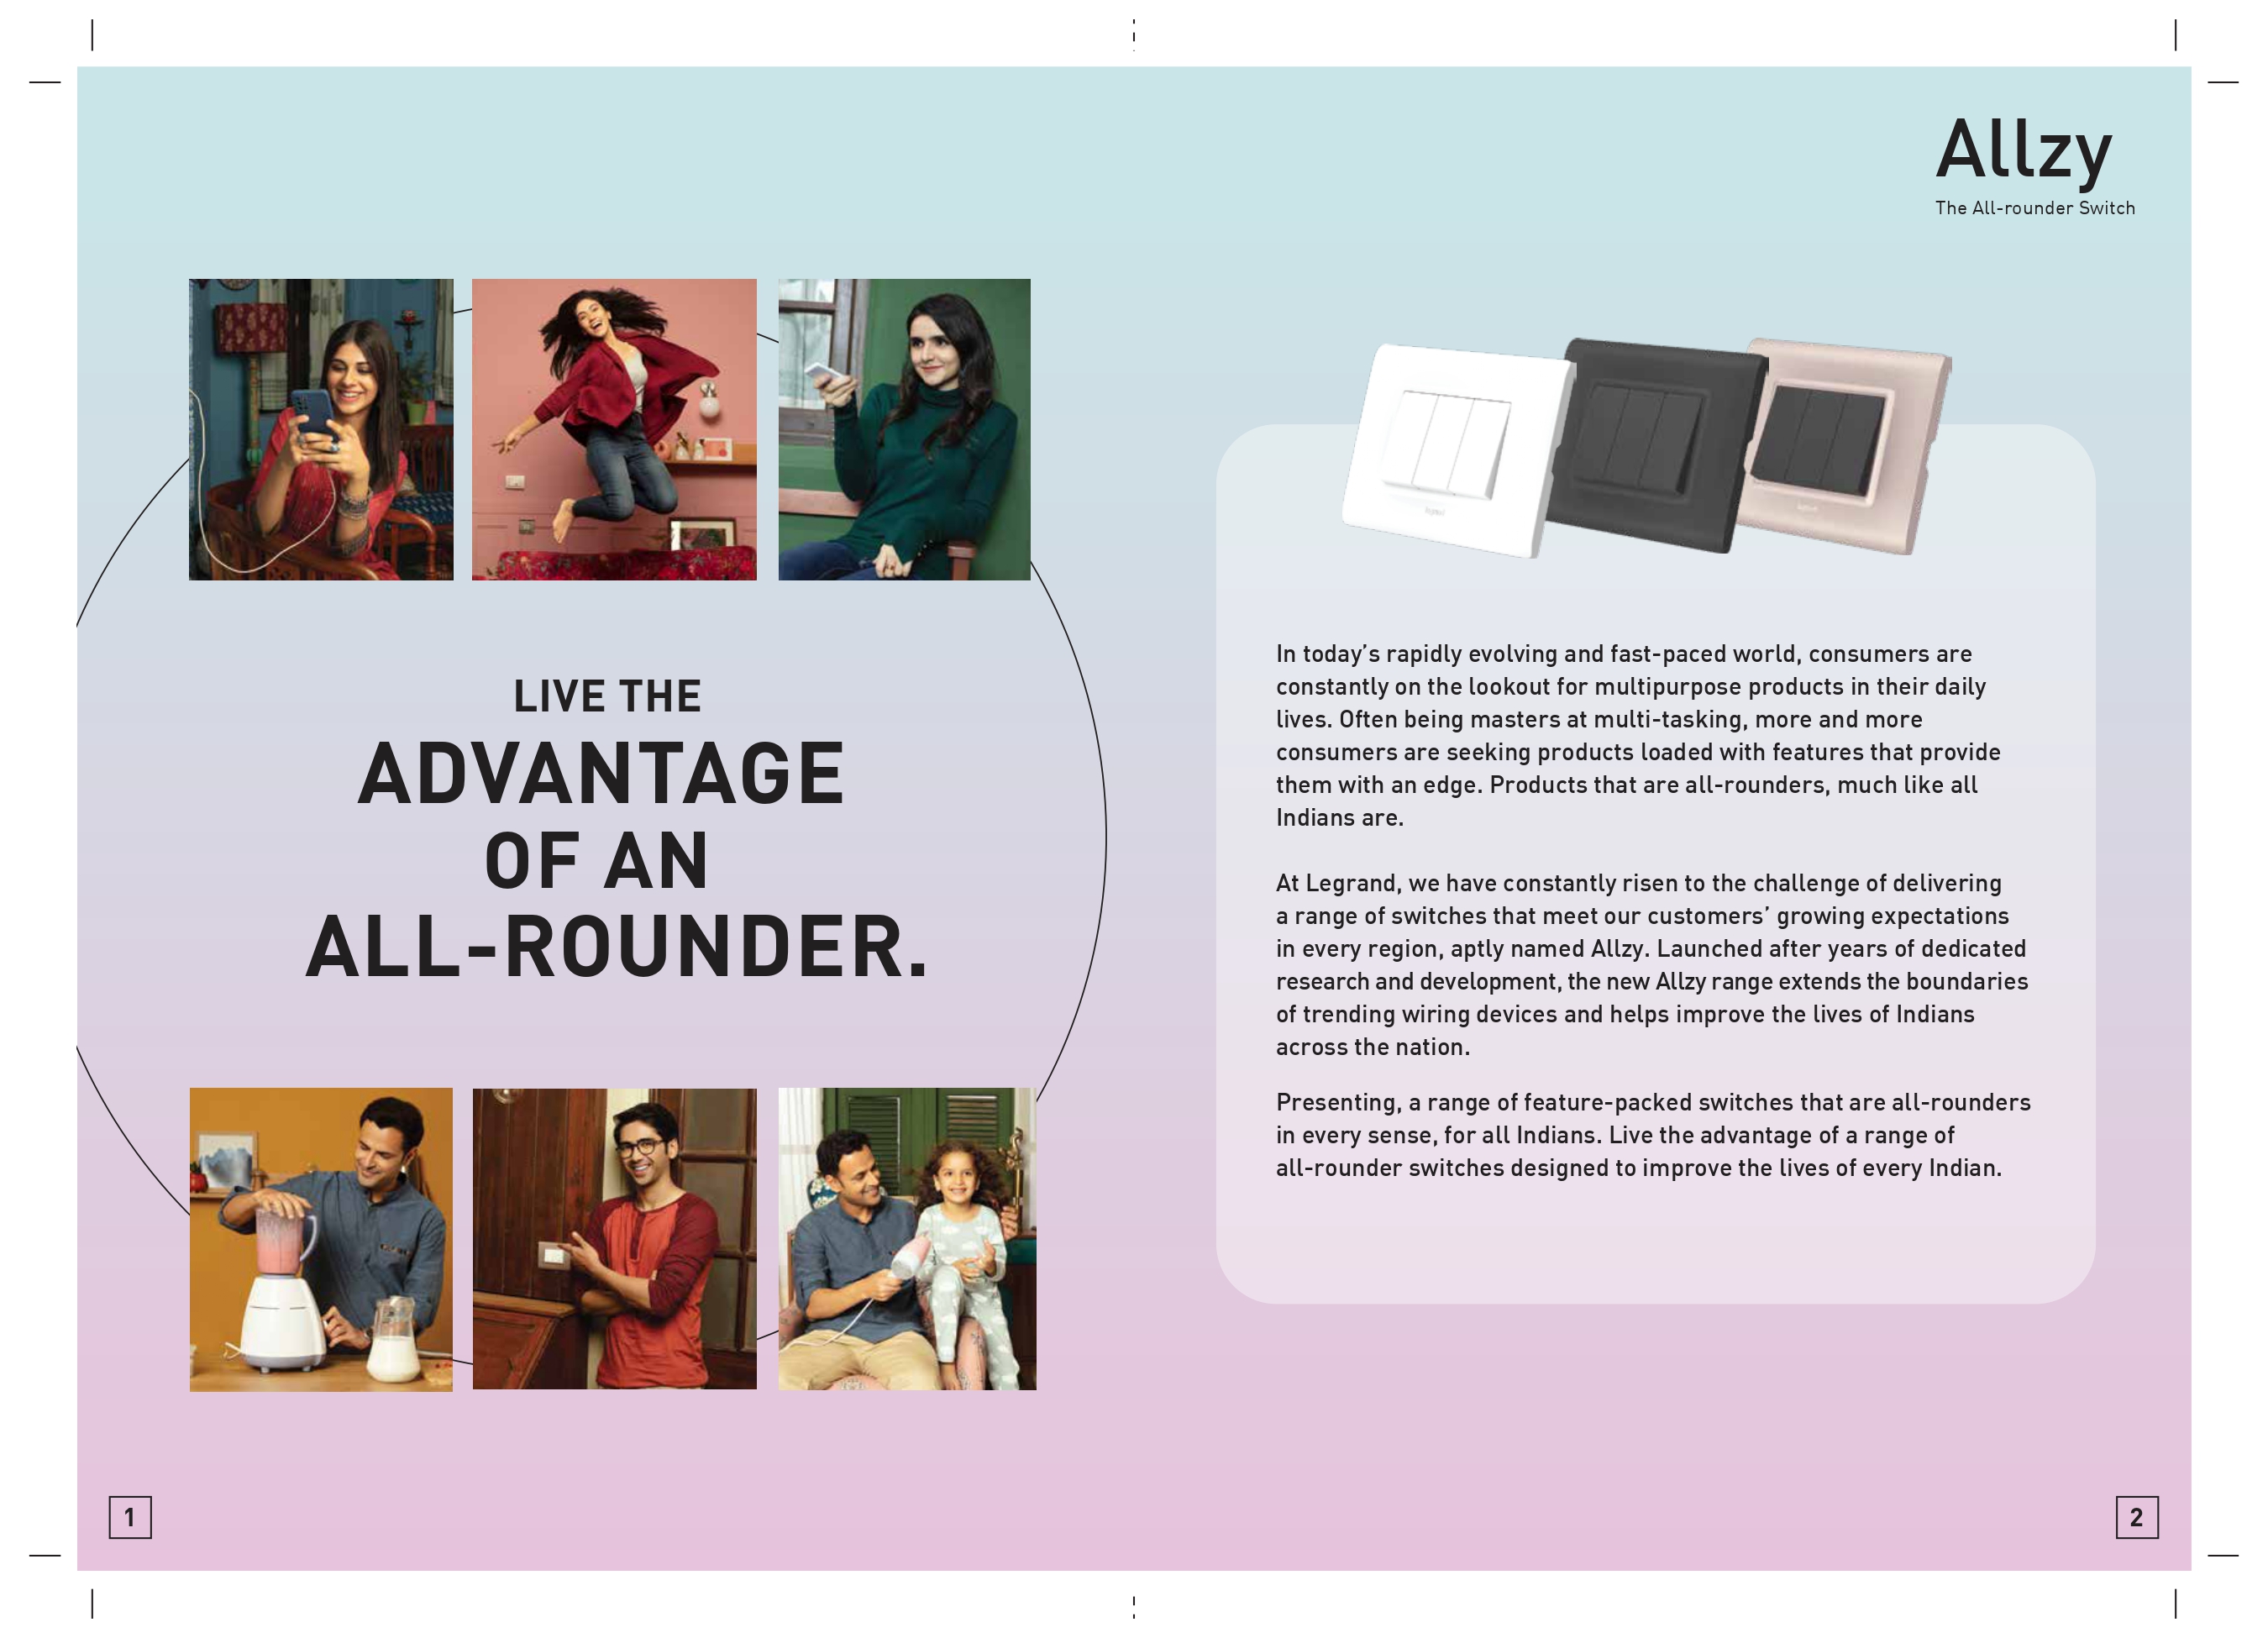 Allzy
The All-rounder Switch
LIVE THE
ADVANTAGE
OF AN
ALL-ROUNDER.
1
In today’s rapidly evolving and fast-paced world, consumers are
constantly on the lookout for multipurpose products in their daily
lives. Often being masters at multi-tasking, more and more
consumers are seeking products loaded with features that provide
them with an edge. Products that are all-rounders, much like all
Indians are.
At Legrand, we have constantly risen to the challenge of delivering
a range of switches that meet our customers’ growing expectations
in every region, aptly named Allzy. Launched after years of dedicated
research and development, the new Allzy range extends the boundaries
of trending wiring devices and helps improve the lives of Indians
across the nation.
Presenting, a range of feature-packed switches that are all-rounders
in every sense, for all Indians. Live the advantage of a range of
all-rounder switches designed to improve the lives of every Indian.
2